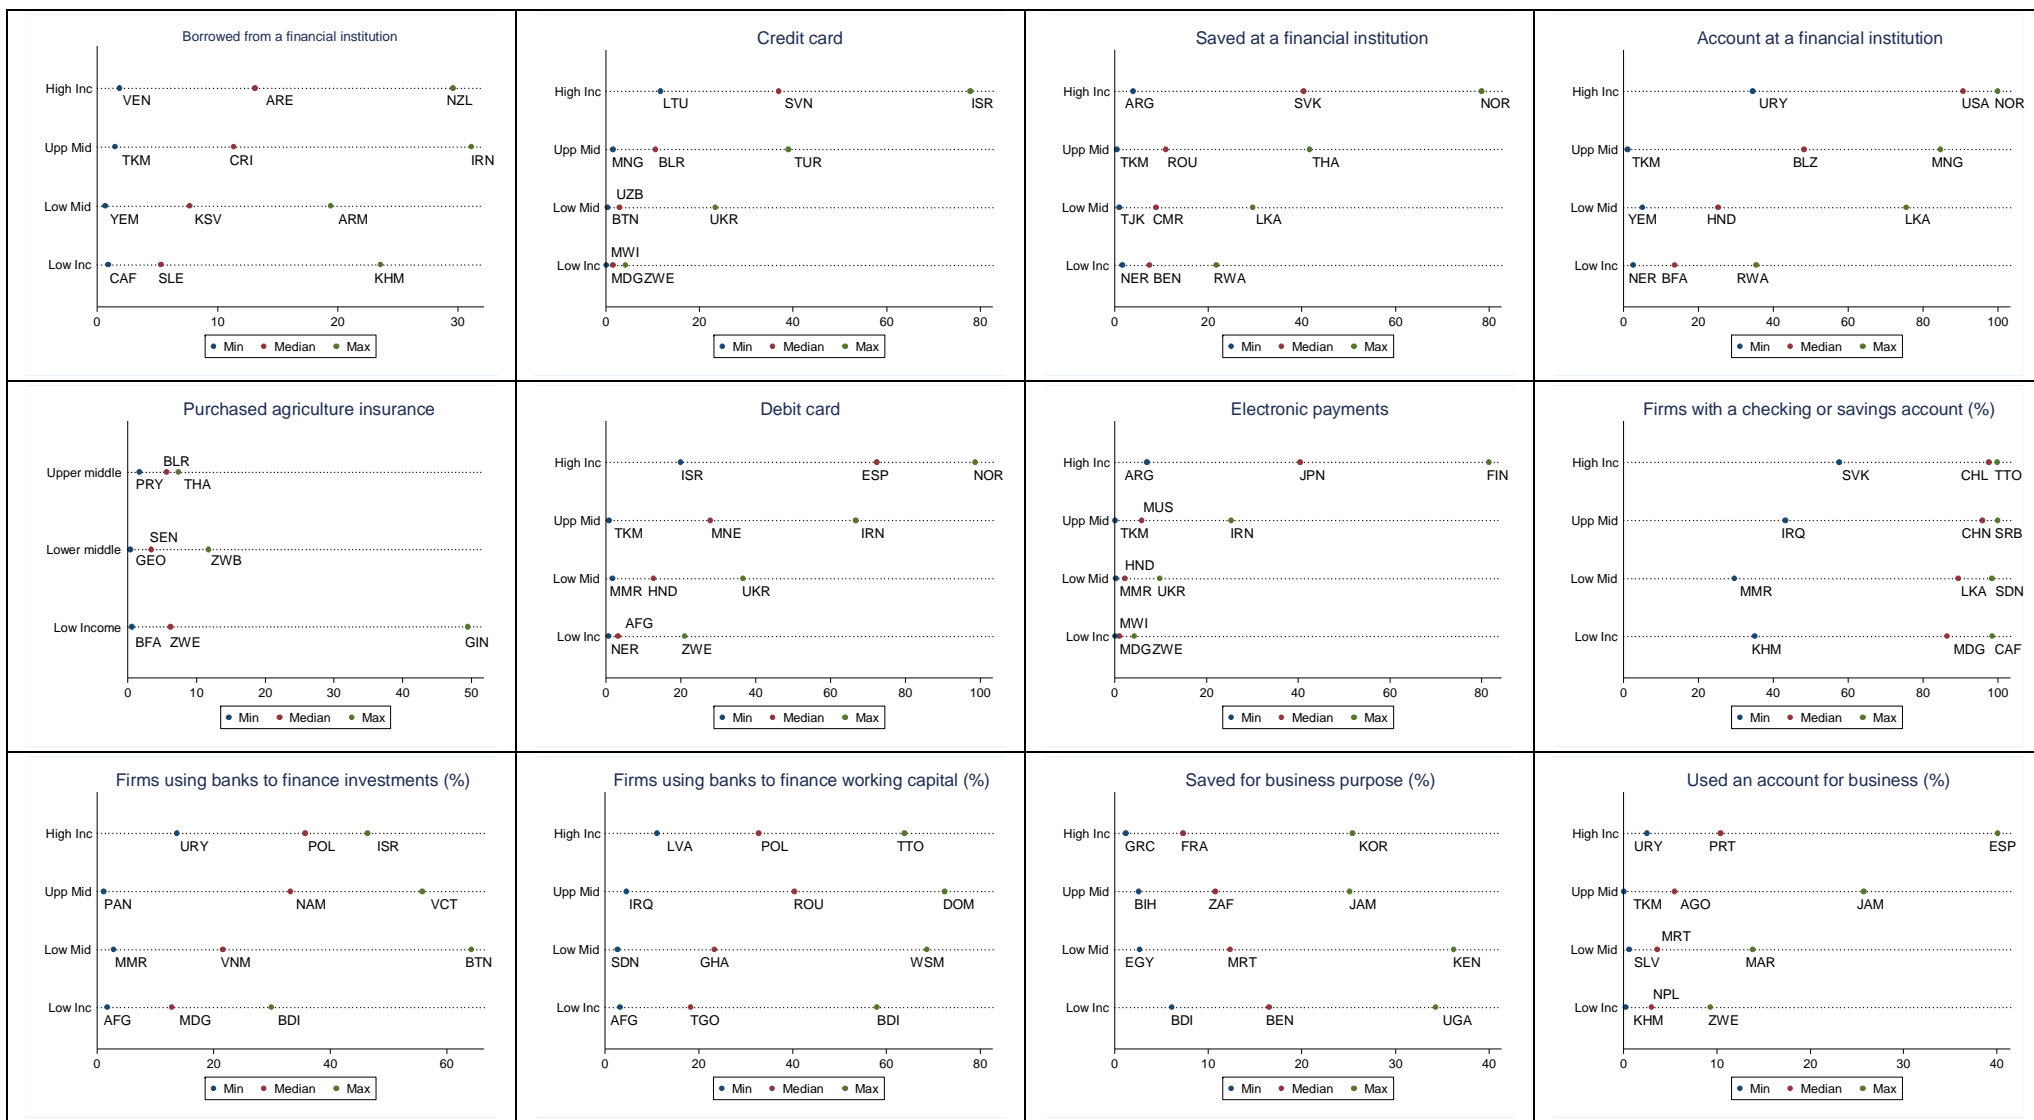 Borrowed from a financial institution
High Inc
VEN ARE NZL
Upp Mid
TKM CRI IRN
Low Mid
YEM KSV ARM
Low Inc
CAF SLE KHM
0 10 20 30
Min Median Max
Credit card
High Inc
LTU SVN ISR
Upp Mid
MNG BLR TUR
UZB
Low Mid
BTN UKR
MWI
Low Inc
MDG ZWE
0 20 40 60 80
Min Median Max
Saved at a financial institution
High Inc
ARG SVK NOR
Upp Mid
TKM ROU THA
Low Mid
TJK CMR LKA
Low Inc
NER BEN RWA
0 20 40 60 80
Min Median Max
Account at a financial institution
High Inc
URY USA NOR
Upp Mid
TKM BLZ MNG
Low Mid
YEM HND LKA
Low Inc
NER BFA RWA
0 20 40 60 80 100
Min Median Max
Purchased agriculture insurance
BLR
Upper middle
PRY THA
SEN
Lower middle
GEO ZWB
Low Income
BFA ZWE GIN
0 10 20 30 40 50
Min Median Max
Debit card
High Inc
ISR ESP NOR
Upp Mid
TKM MNE IRN
Low Mid
MMR HND UKR
AFG
Low Inc
NER ZWE
0 20 40 60 80 100
Min Median Max
Electronic payments
High Inc
ARG JPN FIN
MUS
Upp Mid
TKM IRN
HND
Low Mid
MMR UKR
MWI
Low Inc
MDG ZWE
0 20 40 60 80
Min Median Max
Firms with a checking or savings account (%)
High Inc
SVK CHL TTO
Upp Mid
IRQ CHN SRB
Low Mid
MMR LKA SDN
Low Inc
KHM MDG CAF
0 20 40 60 80 100
Min Median Max
Firms using banks to finance investments (%)
High Inc
URY POL ISR
Upp Mid
PAN NAM VCT
Low Mid
MMR VNM BTN
Low Inc
AFG MDG BDI
0 20 40 60
Min Median Max
Firms using banks to finance working capital (%)
High Inc
LVA POL TTO
Upp Mid
IRQ ROU DOM
Low Mid
SDN GHA WSM
Low Inc
AFG TGO BDI
0 20 40 60 80
Min Median Max
Saved for business purpose (%)
High Inc
GRC FRA KOR
Upp Mid
BIH ZAF JAM
Low Mid
EGY MRT KEN
Low Inc
BDI BEN UGA
0 10 20 30 40
Min Median Max
Used an account for business (%)
High Inc
URY PRT ESP
Upp Mid
TKM AGO JAM
MRT
Low Mid
SLV MAR
NPL
Low Inc
KHM ZWE
0 10 20 30 40
Min Median Max